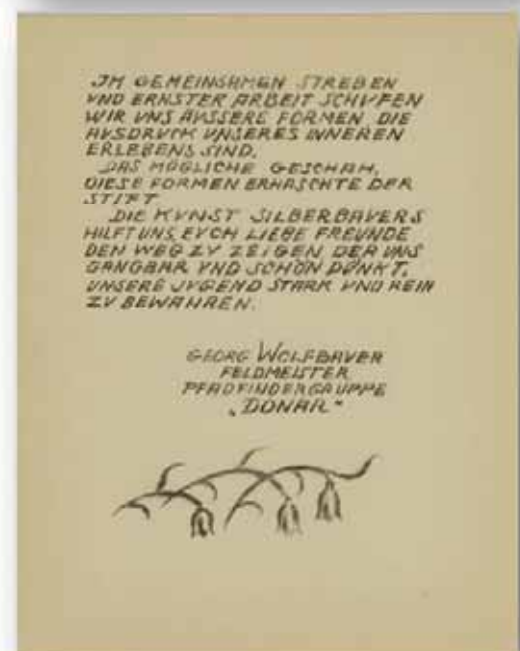 IM GEMEINSAMEN STREBEN
VND ERNSTER ARBEIT SCHVFEN
WIR VNS ÄVSSERE FORMEN, DIE
AVSDRVCK VNSERES INNEREN
ERLEBENS SIND.
DAS MÖGLICHE GESCHAH,
DIESE FORMEN ERHASCHTE DER
STIFT
DIE KVNST SILBERBAVERS
HILFT VNS, EVCH LIEBE FREVNDE
DEN WEG ZV ZEIGEN DER VNS
GANGBAR VND SCHÖN DÜNKT,
VNSERE JVGEND STARK VND REIN
ZV BEWAHREN.
GEORG WOLFBAVER
FELDMEISTER
PFADFINDERGRVPPE
„DONAR“